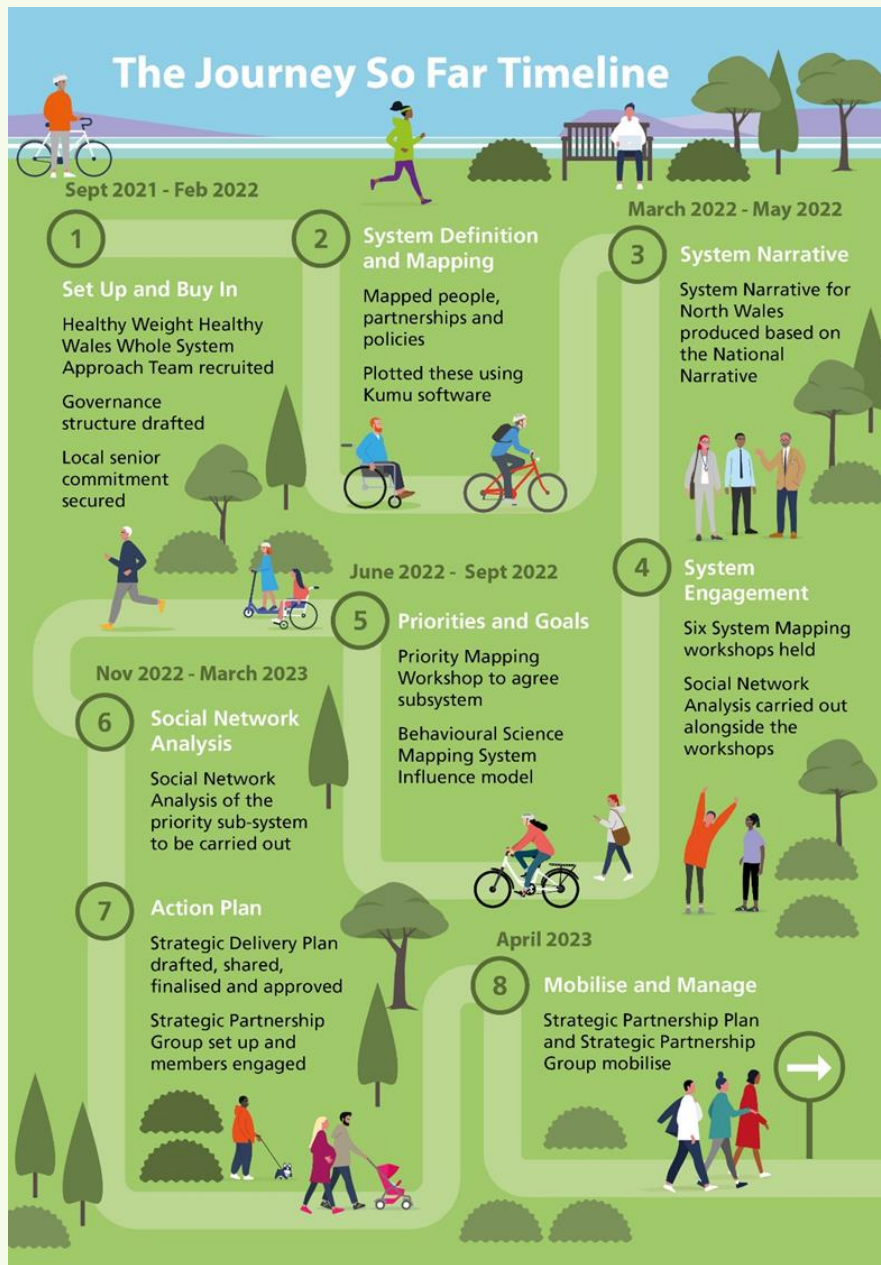 The Journey So Far Timeline
Sept 2021 - Feb 2022
1
Set Up and Buy In
Healthy Weight Healthy
Wales Whole System
Approach Team recruited
Governance
structure drafted
Local senior
commitment
secured
2
System Definition
and Mapping
Mapped people,
partnerships and
policies
Plotted these using
Kumu software
March 2022 - May 2022
3
System Narrative
System Narrative for
North Wales
produced based on
the National
Narrative
4
System
Engagement
Six System Mapping
workshops held
Social Network
Analysis carried out
alongside the
workshops
June 2022 - Sept 2022
5
Priorities and Goals
Priority Mapping
Workshop to agree
subsystem
Behavioural Science
Mapping System
Influence model
Nov 2022 - March 2023
6
Social Network
Analysis
Social Network
Analysis of the
priority sub-system
to be carried out
7
Action Plan
Strategic Delivery Plan
drafted, shared,
finalised and approved
Strategic Partnership
Group set up and
members engaged
April 2023
8
Mobilise and Manage
Strategic Partnership Plan
and Strategic Partnership
Group mobilise